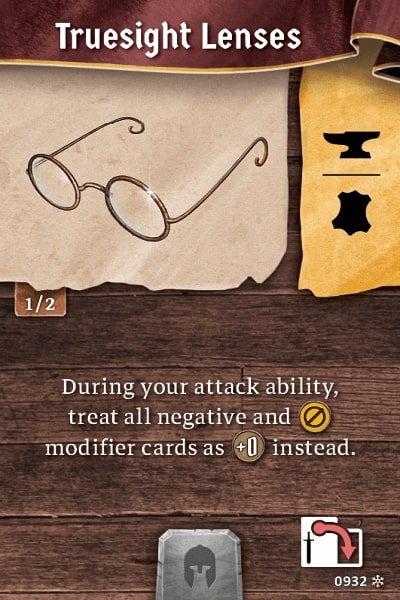 Truesight Lenses
1/2
During your attack ability,
treat all negative and
modifier cards as +0 instead.
0932